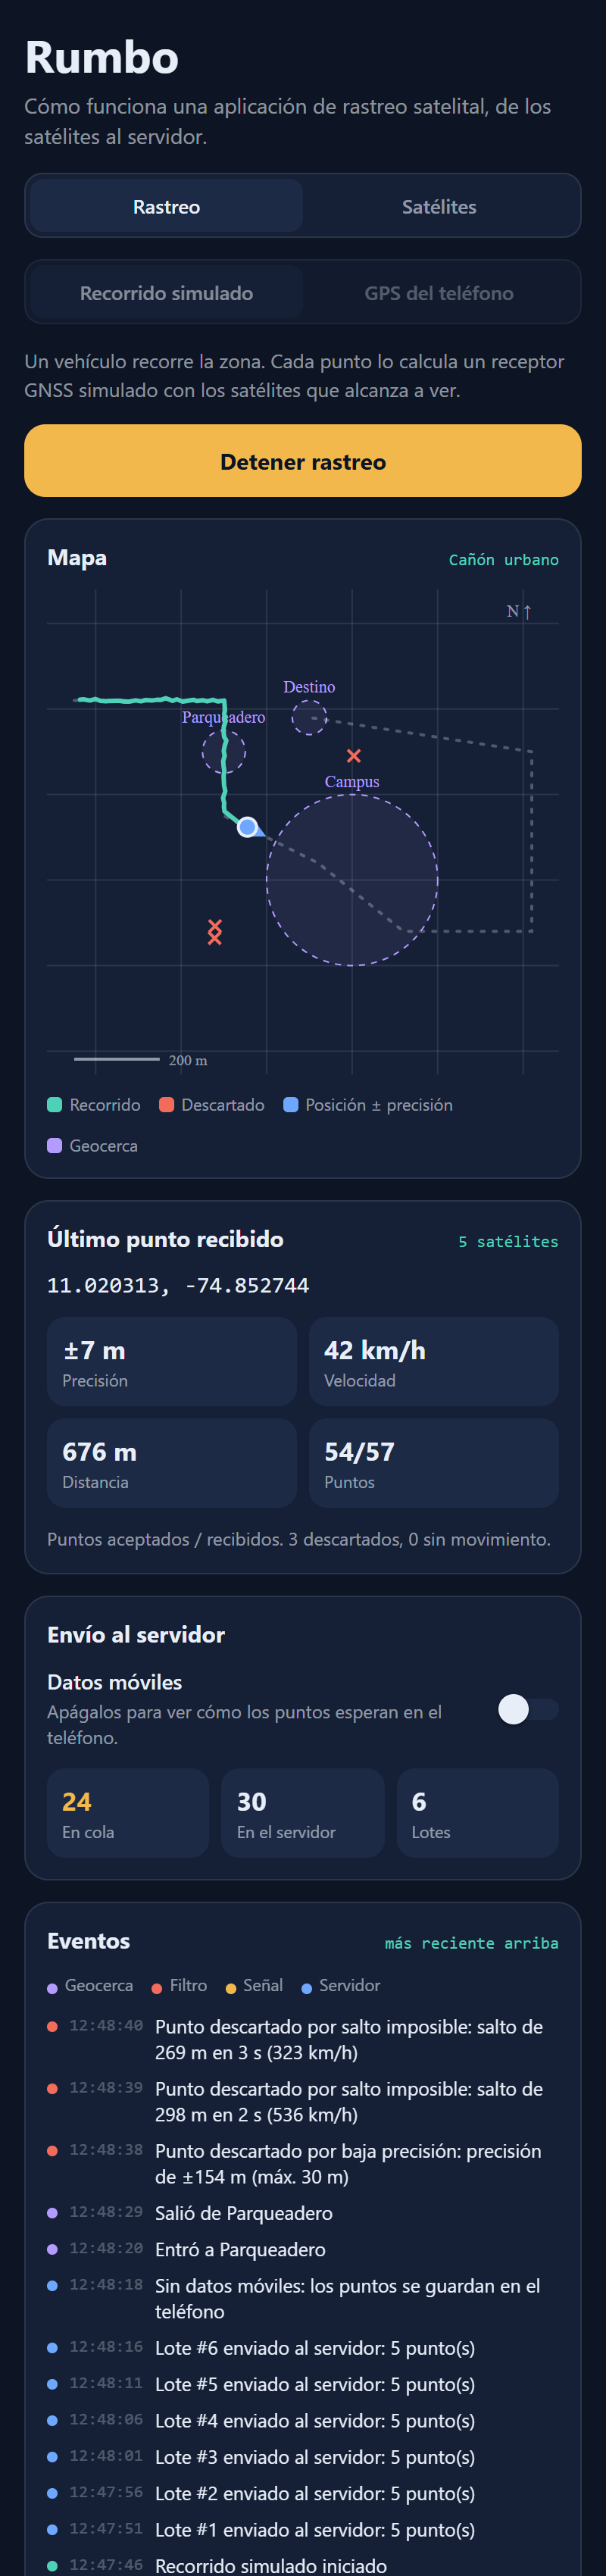 Rumbo
Cómo funciona una aplicación de rastreo satelital, de los
satélites al servidor.
Rastreo
Satélites
Recorrido simulado
GPS del teléfono
Un vehículo recorre la zona. Cada punto lo calcula un receptor
GNSS simulado con los satélites que alcanza a ver.
Detener rastreo
Mapa
Cañón urbano
N ↑
Destino
Parqueadero
Campus
200 m
Recorrido
Descartado
Posición ± precisión
Geocerca
Último punto recibido
5 satélites
11.020313, -74.852744
±7 m
Precisión
42 km/h
Velocidad
676 m
Distancia
54/57
Puntos
Puntos aceptados / recibidos. 3 descartados, 0 sin movimiento.
Envío al servidor
Datos móviles
Apágalos para ver cómo los puntos esperan en el
teléfono.
24
En cola
30
En el servidor
6
Lotes
Eventos
más reciente arriba
Geocerca
Filtro
Señal
Servidor
12:48:40 Punto descartado por salto imposible: salto de
269 m en 3 s (323 km/h)
12:48:39 Punto descartado por salto imposible: salto de
298 m en 2 s (536 km/h)
12:48:38 Punto descartado por baja precisión: precisión
de ±154 m (máx. 30 m)
12:48:29 Salió de Parqueadero
12:48:20 Entró a Parqueadero
12:48:18 Sin datos móviles: los puntos se guardan en el
teléfono
12:48:16 Lote #6 enviado al servidor: 5 punto(s)
12:48:11 Lote #5 enviado al servidor: 5 punto(s)
12:48:06 Lote #4 enviado al servidor: 5 punto(s)
12:48:01 Lote #3 enviado al servidor: 5 punto(s)
12:47:56 Lote #2 enviado al servidor: 5 punto(s)
12:47:51 Lote #1 enviado al servidor: 5 punto(s)
12:47:46 Recorrido simulado iniciado